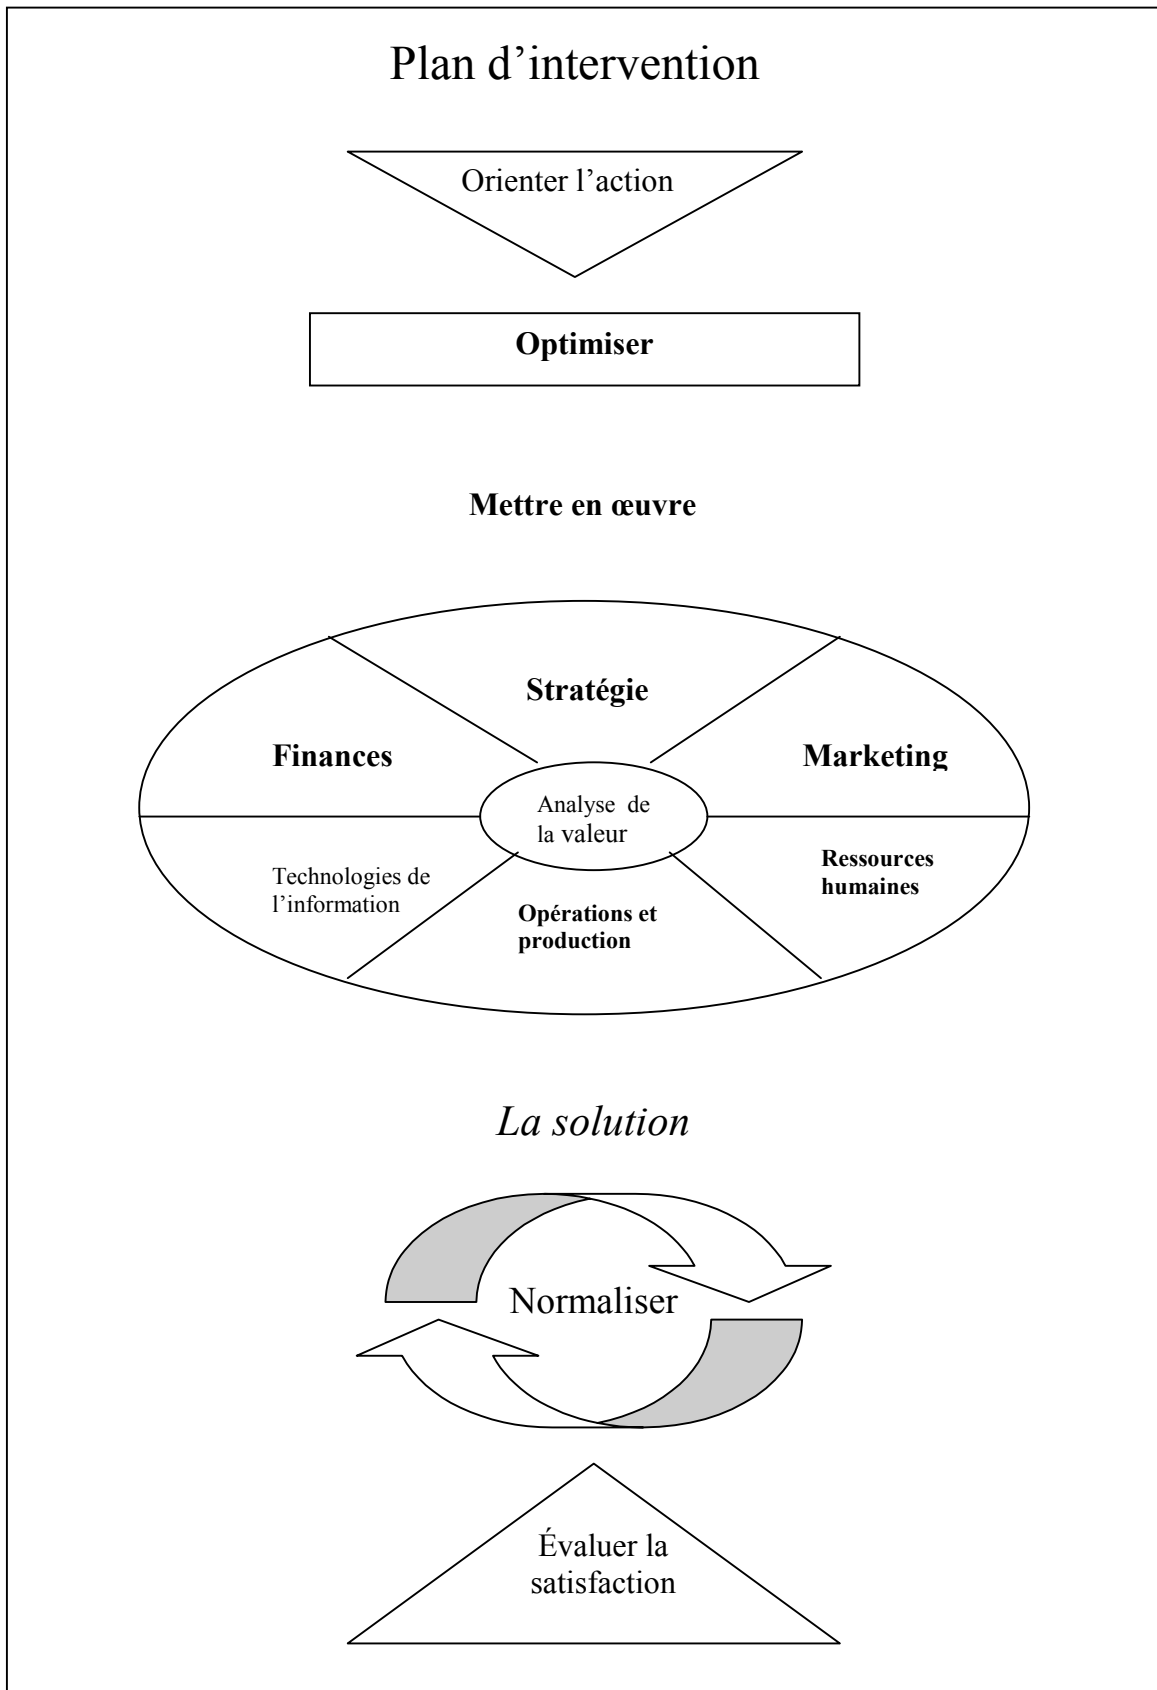 Plan d’intervention
Orienter l’action
Optimiser
Mettre en œuvre
Stratégie
Finances
Marketing
Analyse de
la valeur
Technologies de
l’information
Opérations et
production
Ressources
humaines
La solution
Normaliser
Évaluer la
satisfaction